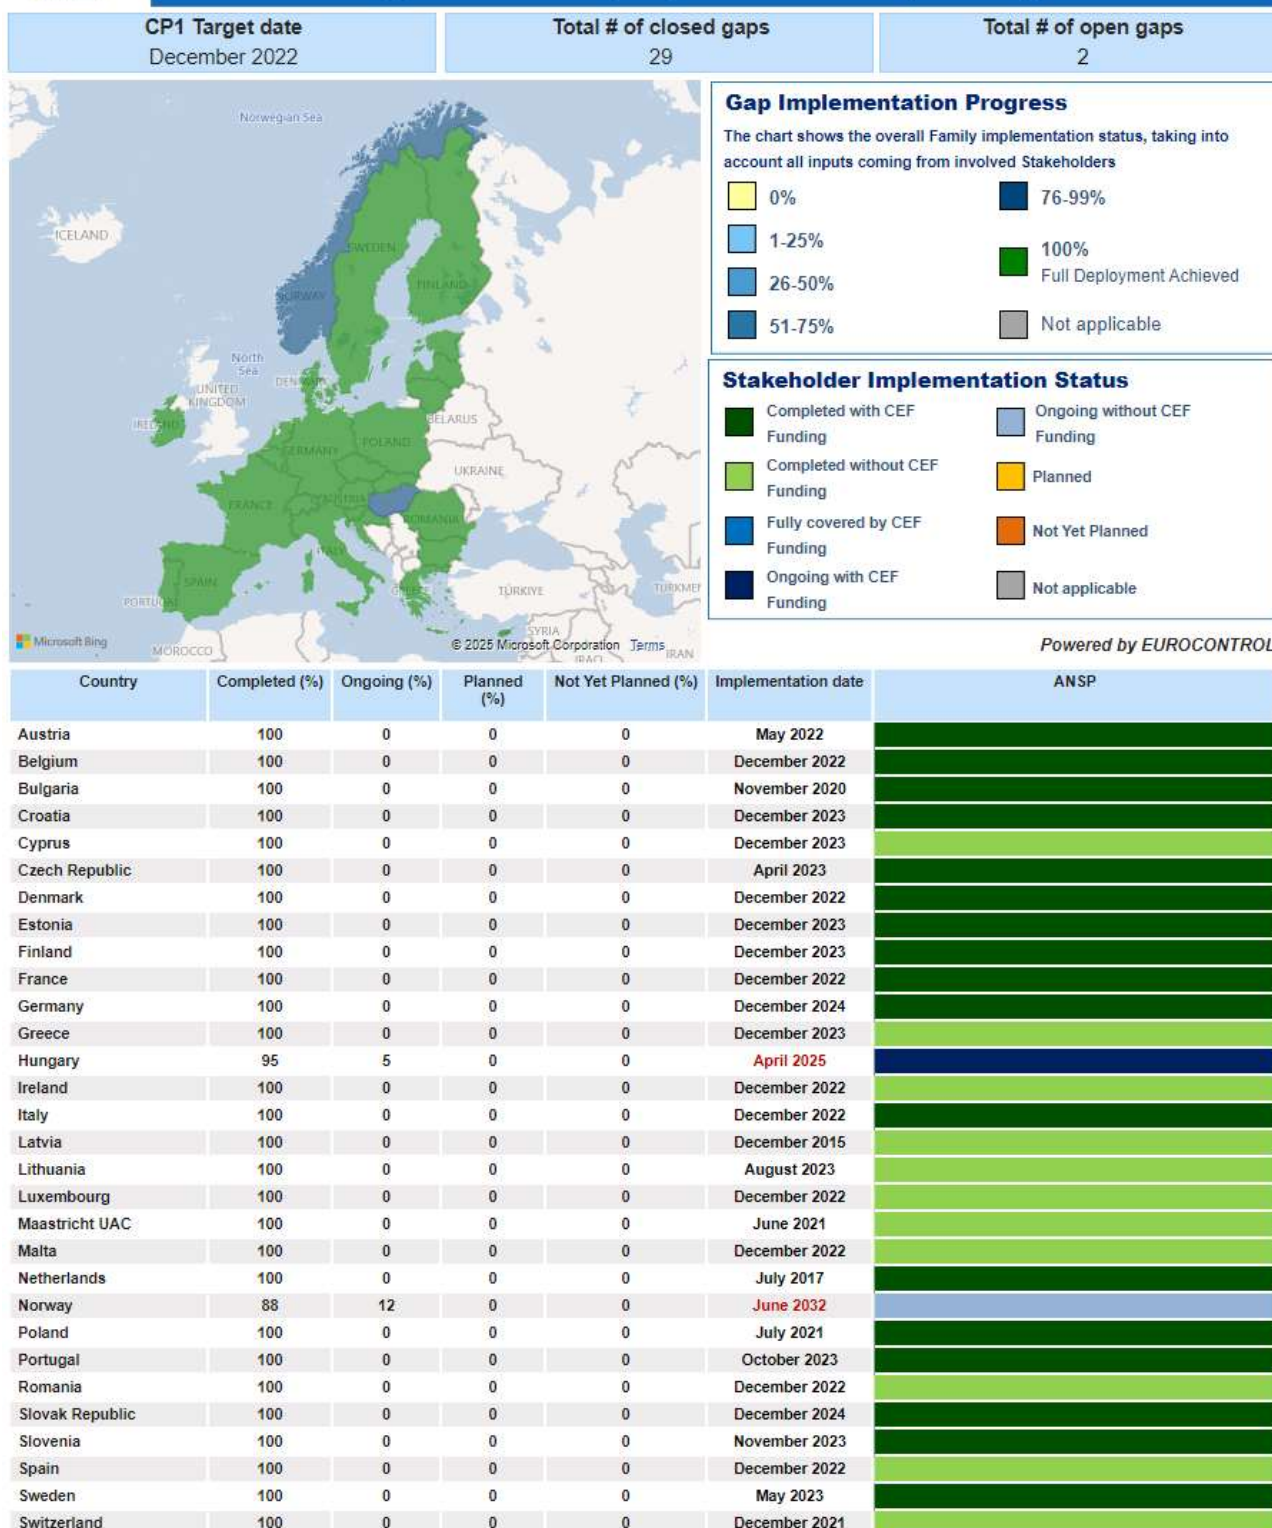 CP1 Target date
December 2022
Total # of closed gaps
29
Total # of open gaps
2
Norwegian Sea
ICELAND
SWEDEN
FINLAND
NORWAY
North
Sea
DENMARK
UNITED
KINGDOM
IRELAND
BELARUS
POLAND
GERMANY
UKRAINE
FRANCE
AUSTRIA
ROMANIA
ITALY
SPAIN
PORTUGAL
GREECE
TÜRKIYE
TURKMEN
SYRIA
IRAQ
IRAN
MOROCCO
Microsoft Bing
© 2025 Microsoft Corporation Terms
Gap Implementation Progress
The chart shows the overall Family implementation status, taking into
account all inputs coming from involved Stakeholders
0%
1-25%
26-50%
51-75%
76-99%
100%
Full Deployment Achieved
Not applicable
Stakeholder Implementation Status
Completed with CEF
Funding
Completed without CEF
Funding
Fully covered by CEF
Funding
Ongoing with CEF
Funding
Ongoing without CEF
Funding
Planned
Not Yet Planned
Not applicable
Powered by EUROCONTROL
Country Completed (%) Ongoing (%) Planned (%) Not Yet Planned (%) Implementation date ANSP
Austria 100 0 0 0 May 2022
Belgium 100 0 0 0 December 2022
Bulgaria 100 0 0 0 November 2020
Croatia 100 0 0 0 December 2023
Cyprus 100 0 0 0 December 2023
Czech Republic 100 0 0 0 April 2023
Denmark 100 0 0 0 December 2022
Estonia 100 0 0 0 December 2023
Finland 100 0 0 0 December 2023
France 100 0 0 0 December 2022
Germany 100 0 0 0 December 2024
Greece 100 0 0 0 December 2023
Hungary 95 5 0 0 April 2025
Ireland 100 0 0 0 December 2022
Italy 100 0 0 0 December 2022
Latvia 100 0 0 0 December 2015
Lithuania 100 0 0 0 August 2023
Luxembourg 100 0 0 0 December 2022
Maastricht UAC 100 0 0 0 June 2021
Malta 100 0 0 0 December 2022
Netherlands 100 0 0 0 July 2017
Norway 88 12 0 0 June 2032
Poland 100 0 0 0 July 2021
Portugal 100 0 0 0 October 2023
Romania 100 0 0 0 December 2022
Slovak Republic 100 0 0 0 December 2024
Slovenia 100 0 0 0 November 2023
Spain 100 0 0 0 December 2022
Sweden 100 0 0 0 May 2023
Switzerland 100 0 0 0 December 2021